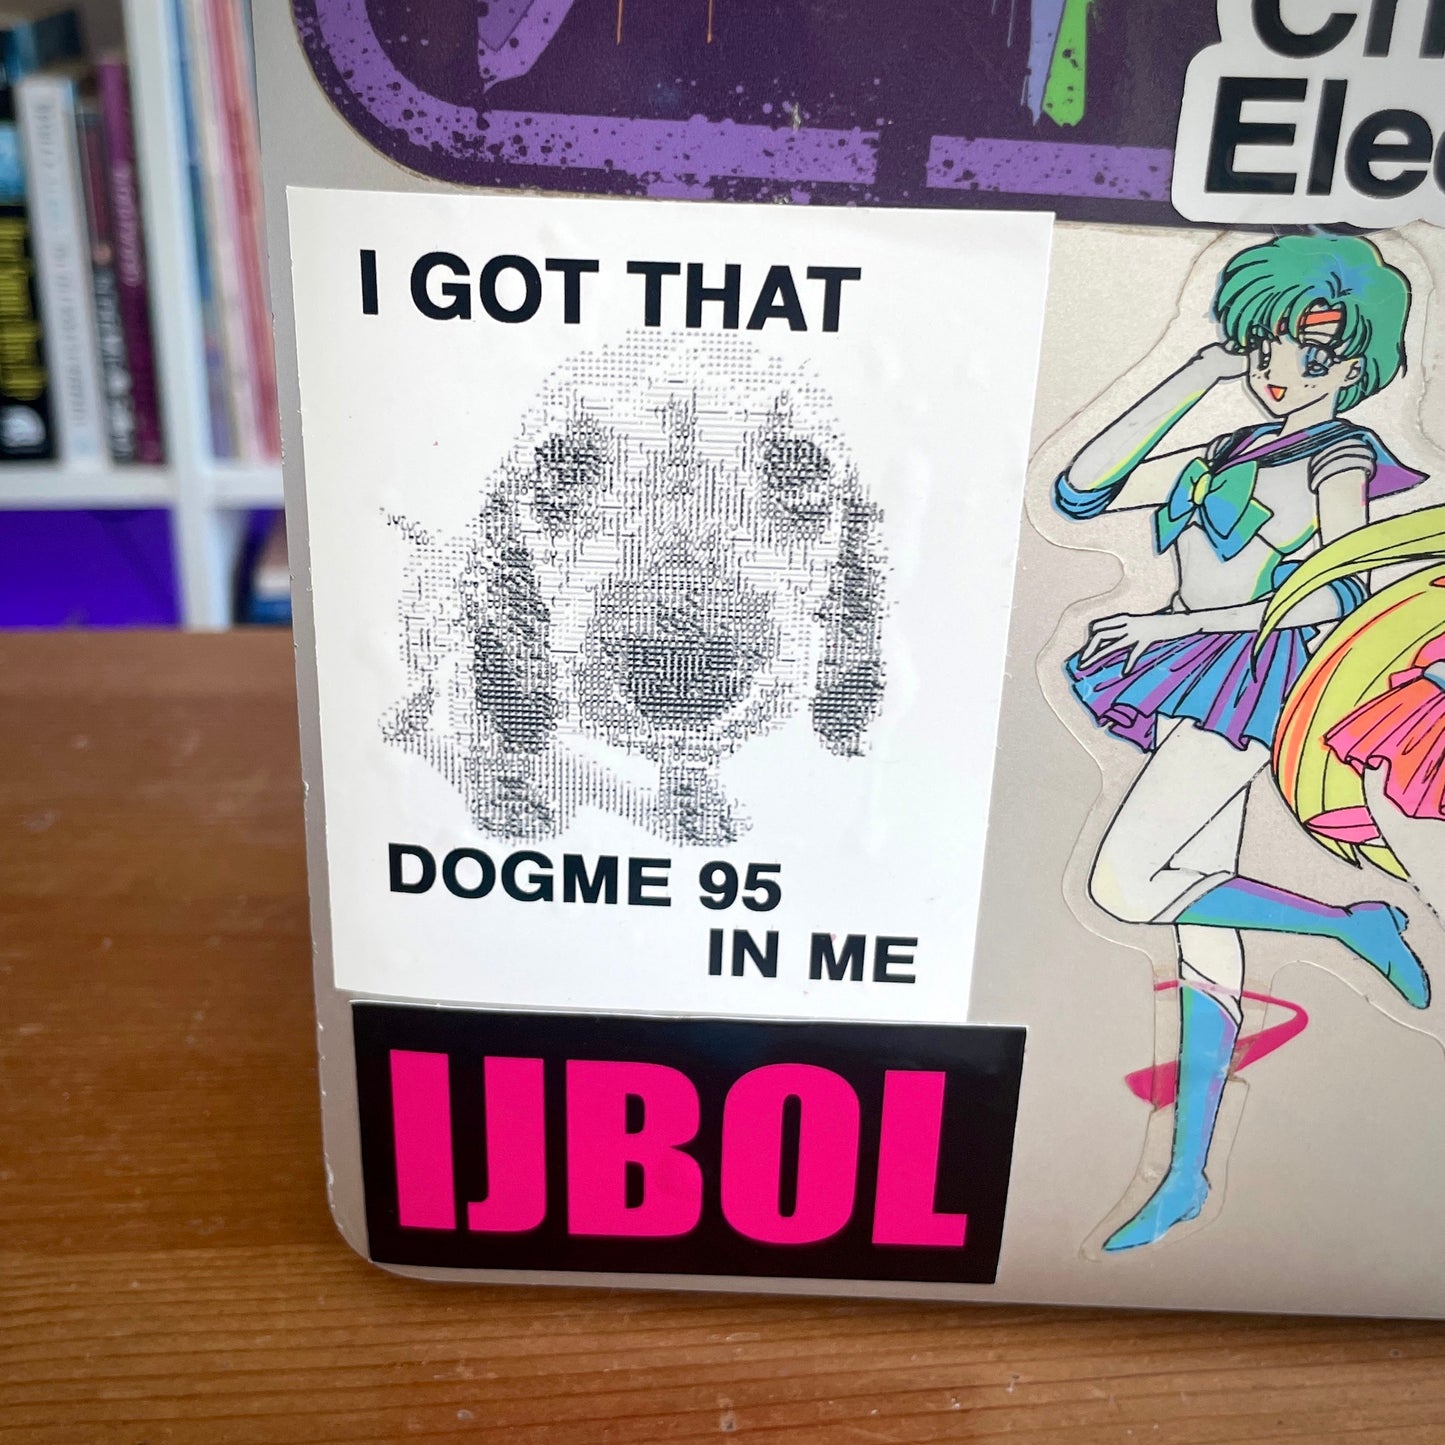 I GOT THAT
DOGME 95
IN ME
IJBOL